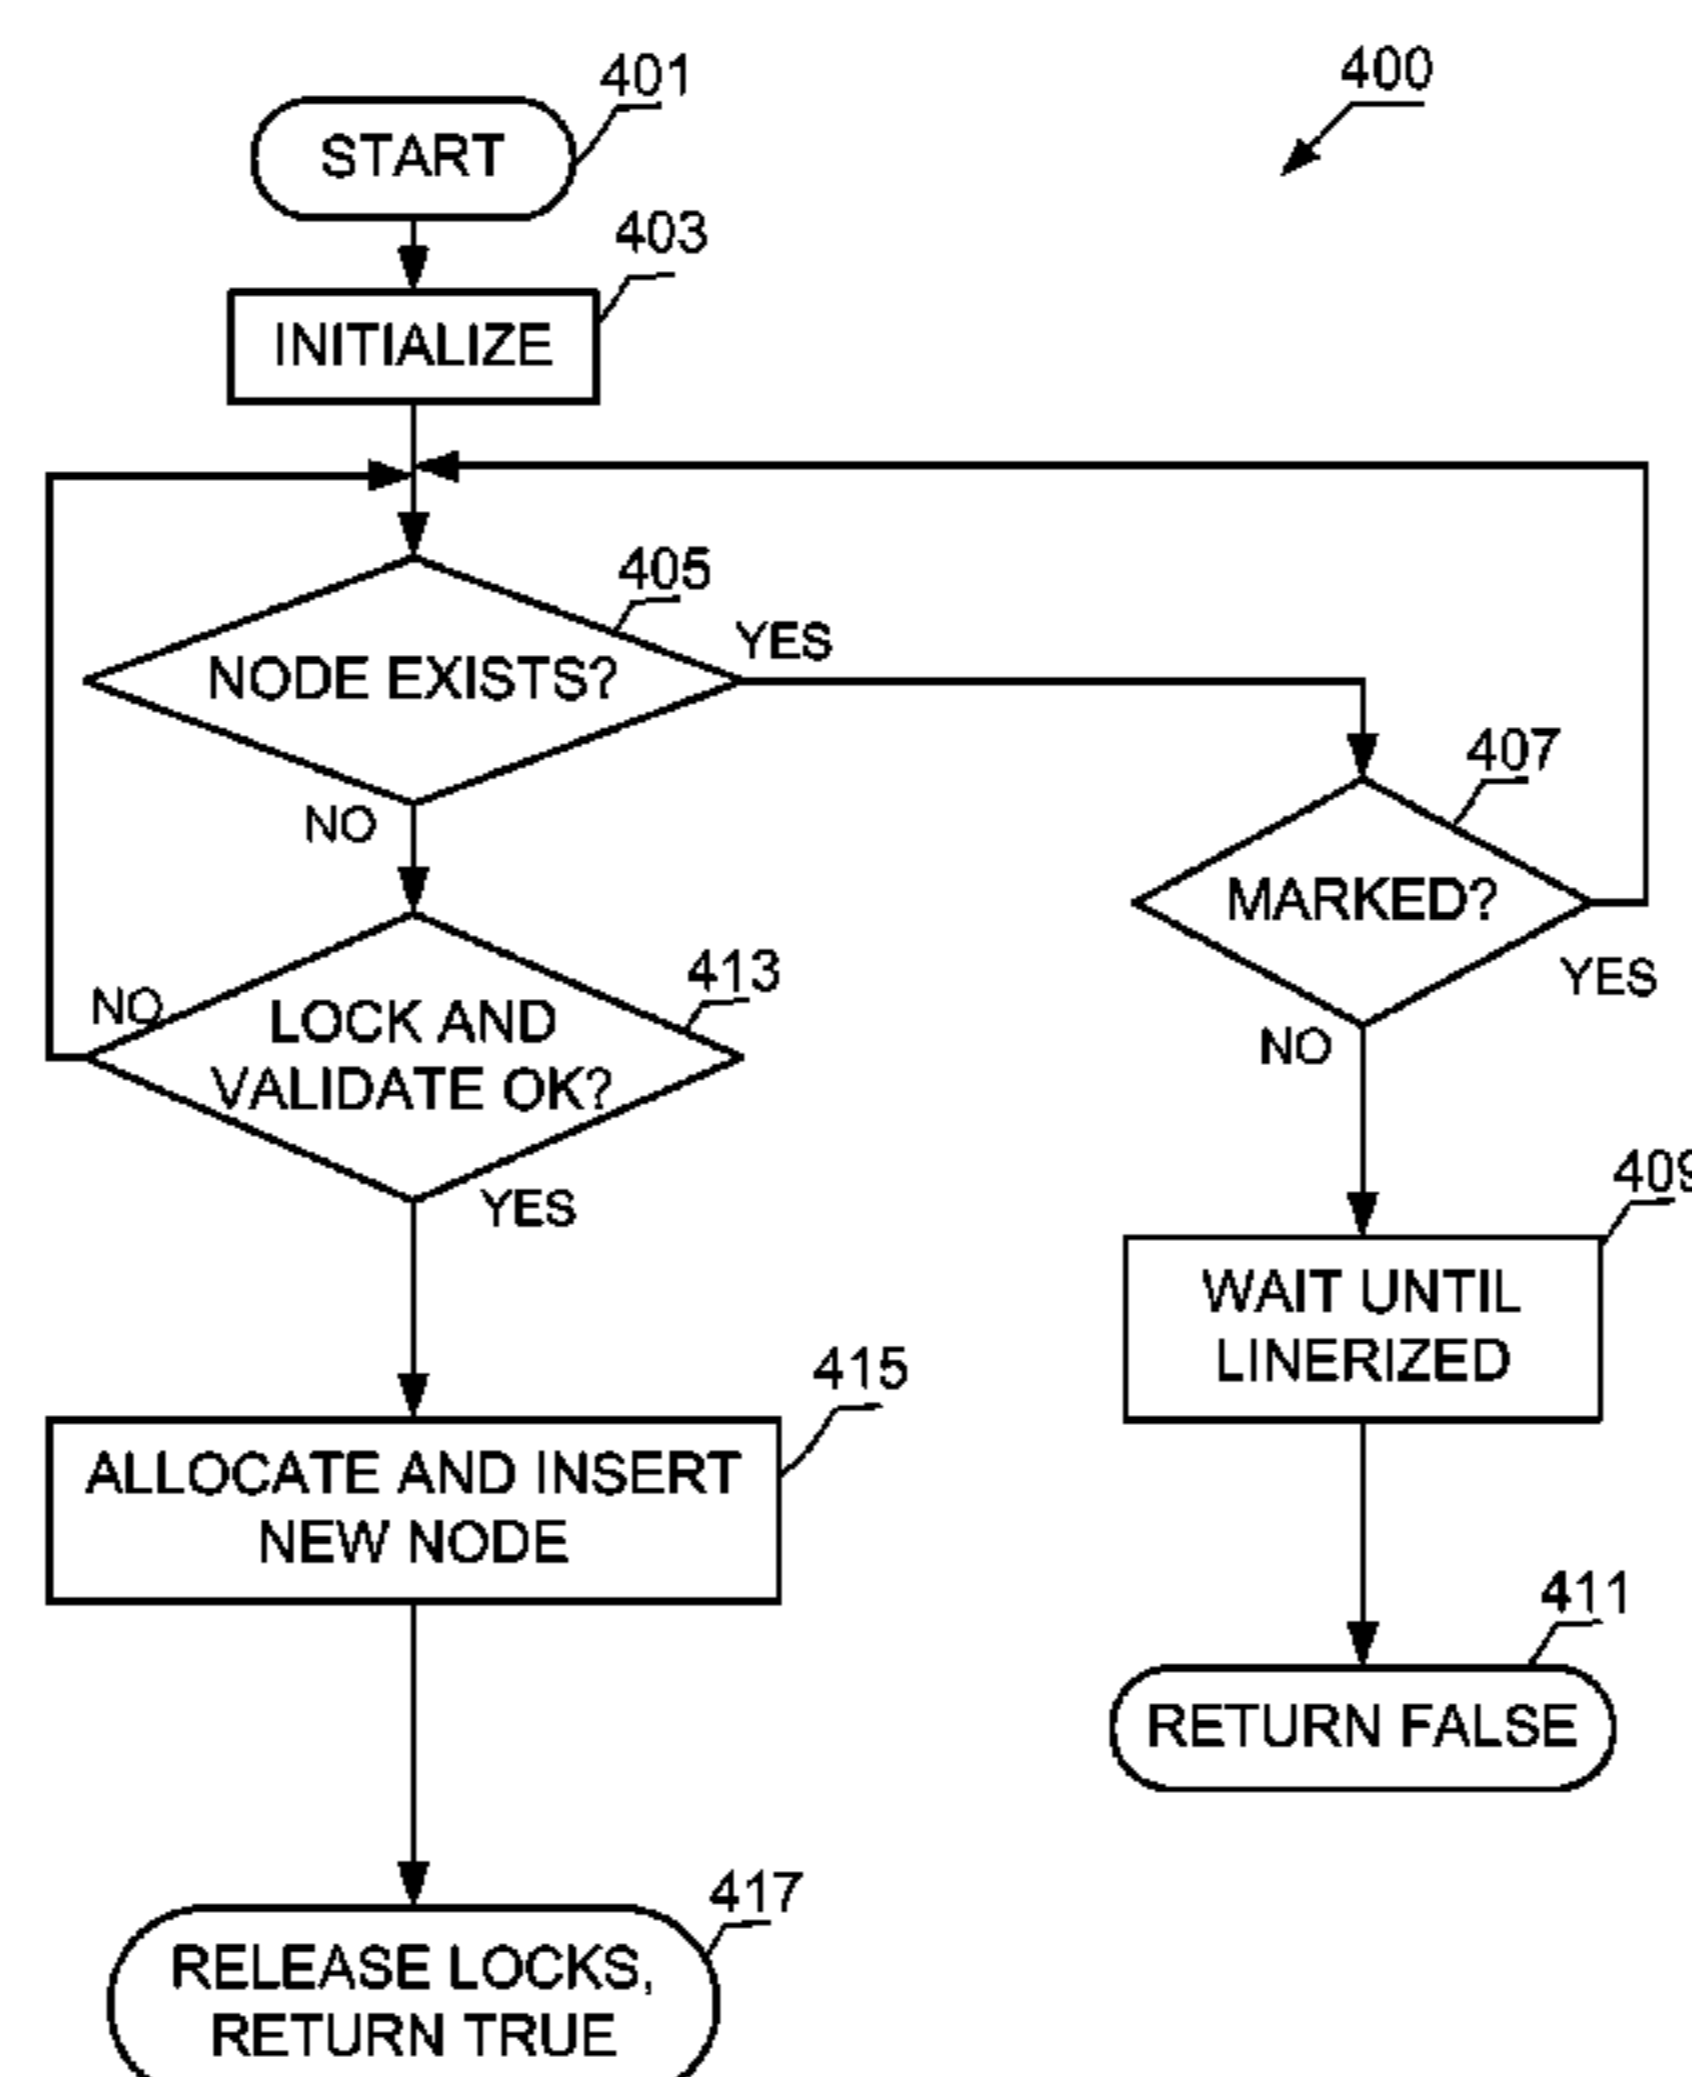 401
400
START
403
INITIALIZE
405
YES
NODE EXISTS?
407
NO
MARKED?
413
YES
NO
LOCK AND
VALIDATE OK?
NO
409
YES
WAIT UNTIL
LINERIZED
415
ALLOCATE AND INSERT
NEW NODE
411
RETURN FALSE
417
RELEASE LOCKS,
RETURN TRUE